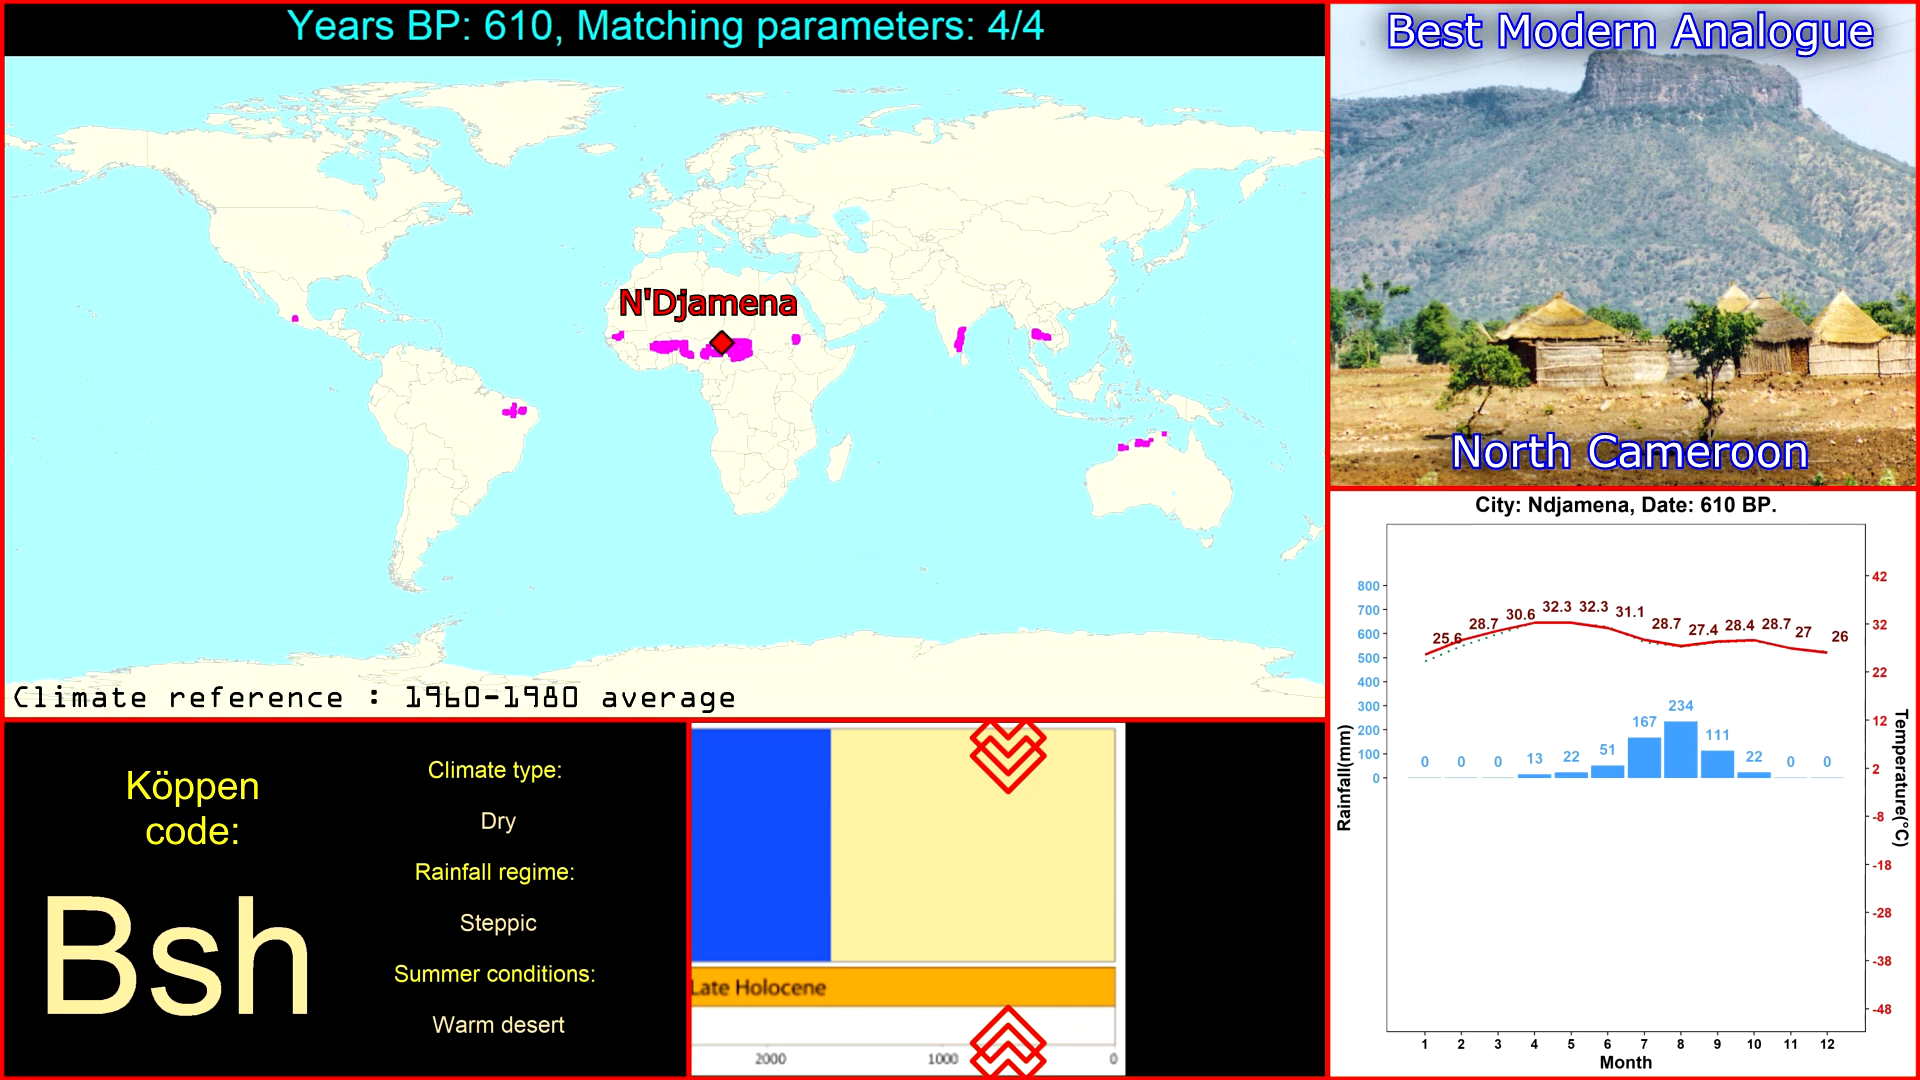 Years BP: 610, Matching parameters: 4/4
N'Djamena
Climate reference : 1960-1980 average
Best Modern Analogue
North Cameroon
City: Ndjamena, Date: 610 BP.
800
700
600
500
400
300
200
100
0
Rainfall(mm)
25.6 28.7 30.6 32.3 32.3 31.1 28.7 27.4 28.4 28.7 27 26
0 0 0 13 22 51 167 234 111 22 0 0
42
32
22
12
2
-8
-18
-28
-38
-48
Temperature(°C)
1 2 3 4 5 6 7 8 9 10 11 12
Month
Köppen
code:
Bsh
Climate type:
Dry
Rainfall regime:
Steppic
Summer conditions:
Warm desert
Late Holocene
2000 1000 0